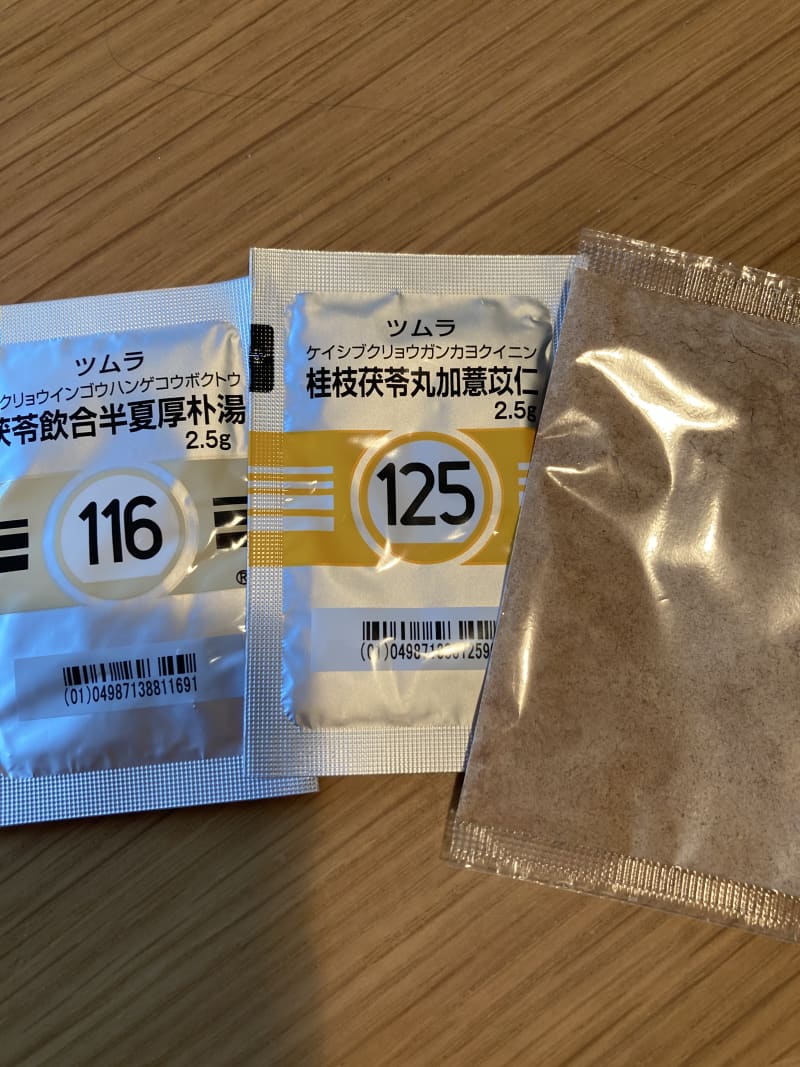 ツムラ
クリョウインゴウハンゲコウボクトウ
茯苓飲合半夏厚朴湯
2.5g
116
®
(01)04987138811691
ツムラ
ケイシブクリョウガンカヨクイニン
桂枝茯苓丸加薏苡仁
2.5g
125